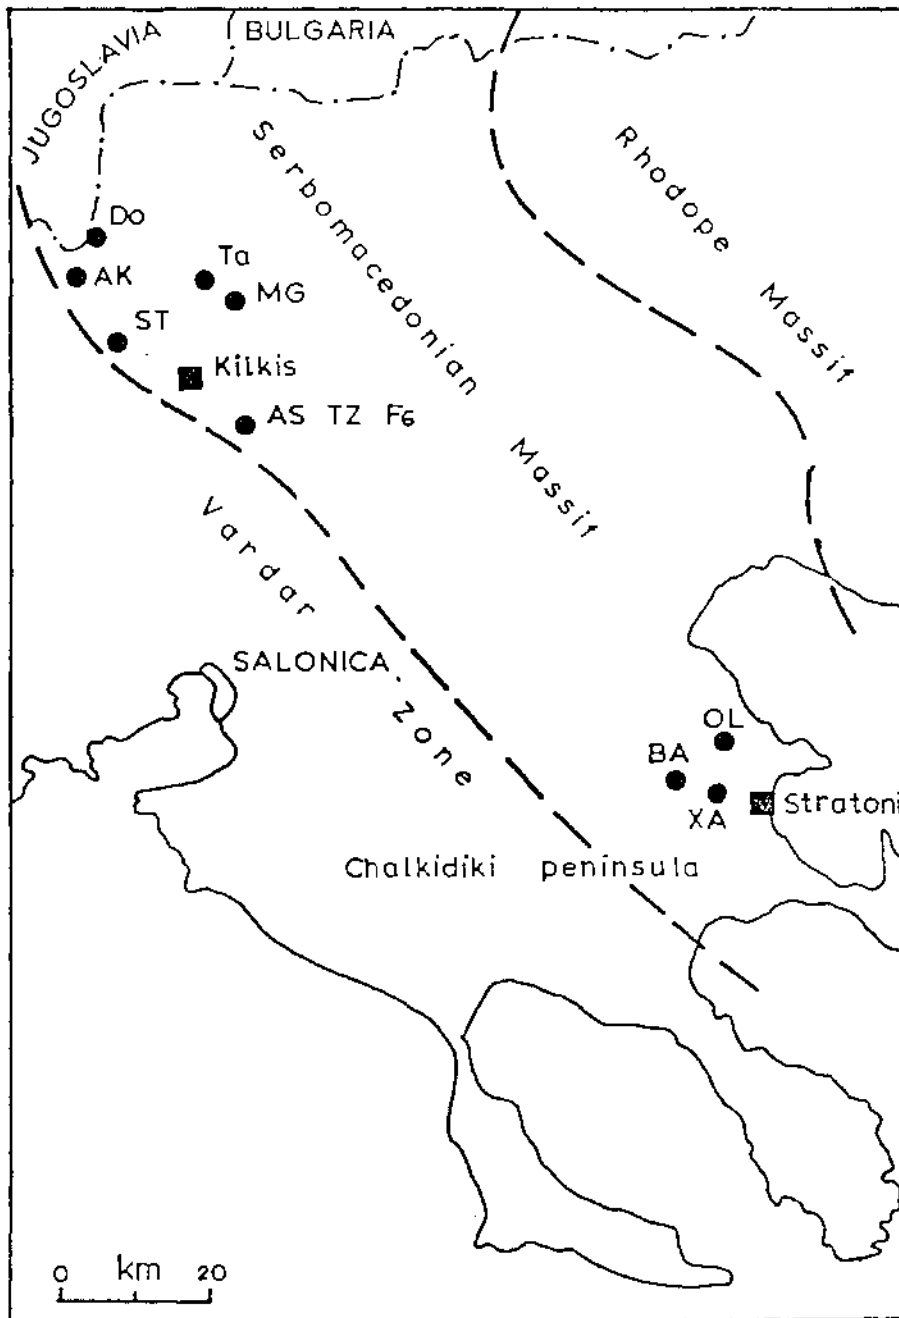 JUGOSLAVIA
BULGARIA
Serbomacedonian
Massif
Rhodope
Massif
Do
AK
Ta
MG
ST
Kilkis
AS TZ F6
Vardar
zone
SALONICA
OL
BA
XA
Stratoni
Chalkidiki peninsula
0 km 20